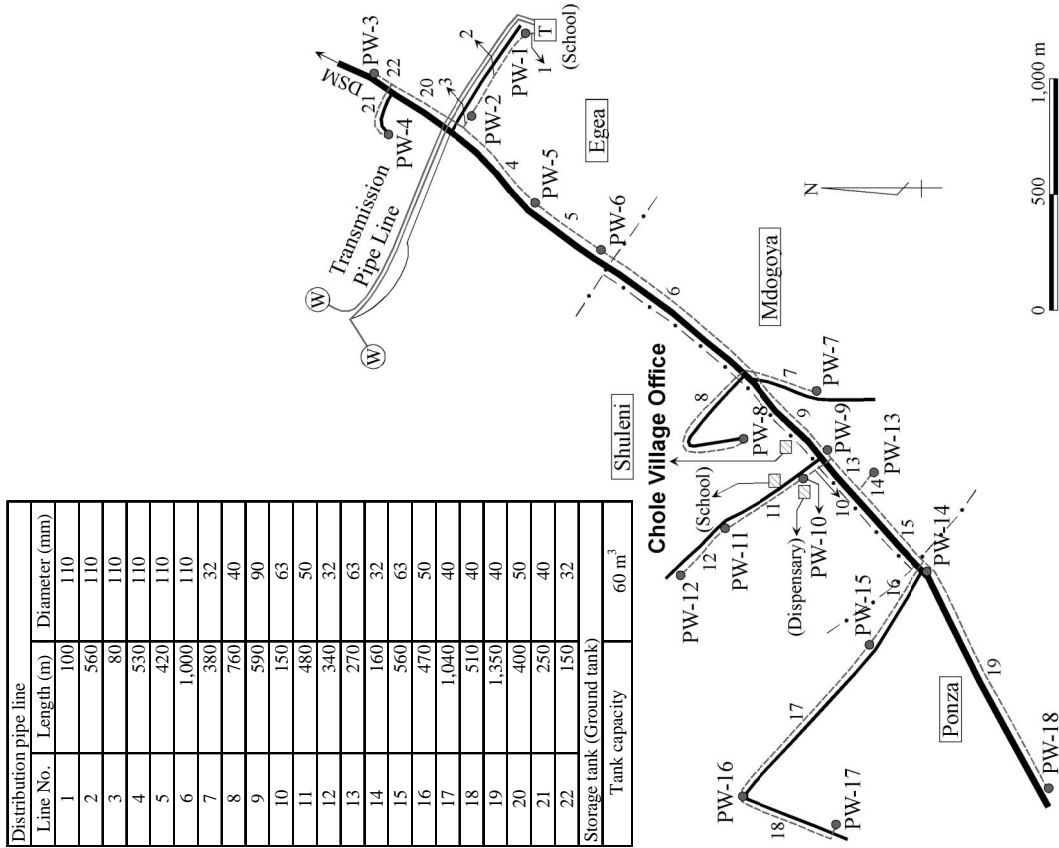 Distribution pipe line
Line No. Length (m) Diameter (mm)
1 100 110
2 560 110
3 80 110
4 530 110
5 420 110
6 1,000 110
7 380 32
8 760 40
9 590 90
10 150 63
11 480 50
12 340 32
13 270 63
14 160 32
15 560 63
16 470 50
17 1,040 40
18 510 40
19 1,350 40
20 400 50
21 250 40
22 150 32
Storage tank (Ground tank)
Tank capacity 60 m³
DSM
PW-3
22
21
20
PW-4
2
3
PW-1
T
1
(School)
PW-2
Transmission
Pipe Line
W
W
4
PW-5
Egea
5
PW-6
6
N
Mdogoya
Shuleni
Chole Village Office
8
7
PW-7
PW-8
9
PW-9
(School)
11
10
13
PW-13
14
PW-10
(Dispensary)
PW-11
12
PW-12
15
PW-14
16
PW-15
17
PW-16
18
PW-17
Ponza
19
PW-18
0 500 1,000 m